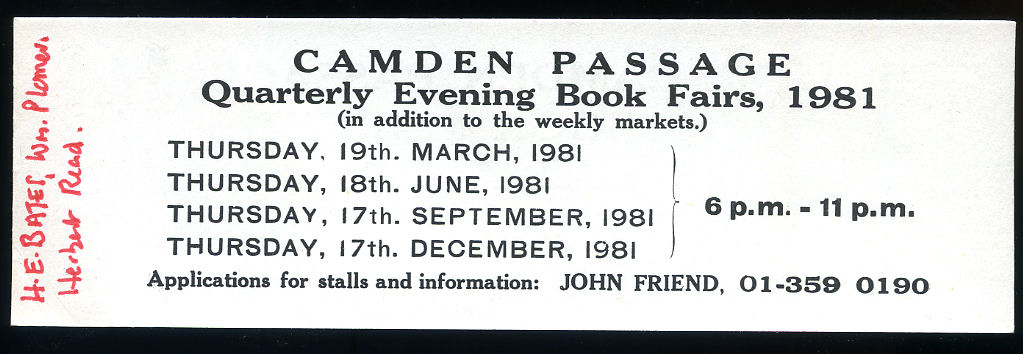 CAMDEN PASSAGE
Quarterly Evening Book Fairs, 1981
(in addition to the weekly markets.)
THURSDAY, 19th. MARCH, 1981
THURSDAY, 18th. JUNE, 1981
THURSDAY, 17th. SEPTEMBER, 1981
THURSDAY, 17th. DECEMBER, 1981
6 p.m. - 11 p.m.
Applications for stalls and information: JOHN FRIEND, 01-359 0190
H.E. BATES, Wm. Plomer.
Herbert Read.